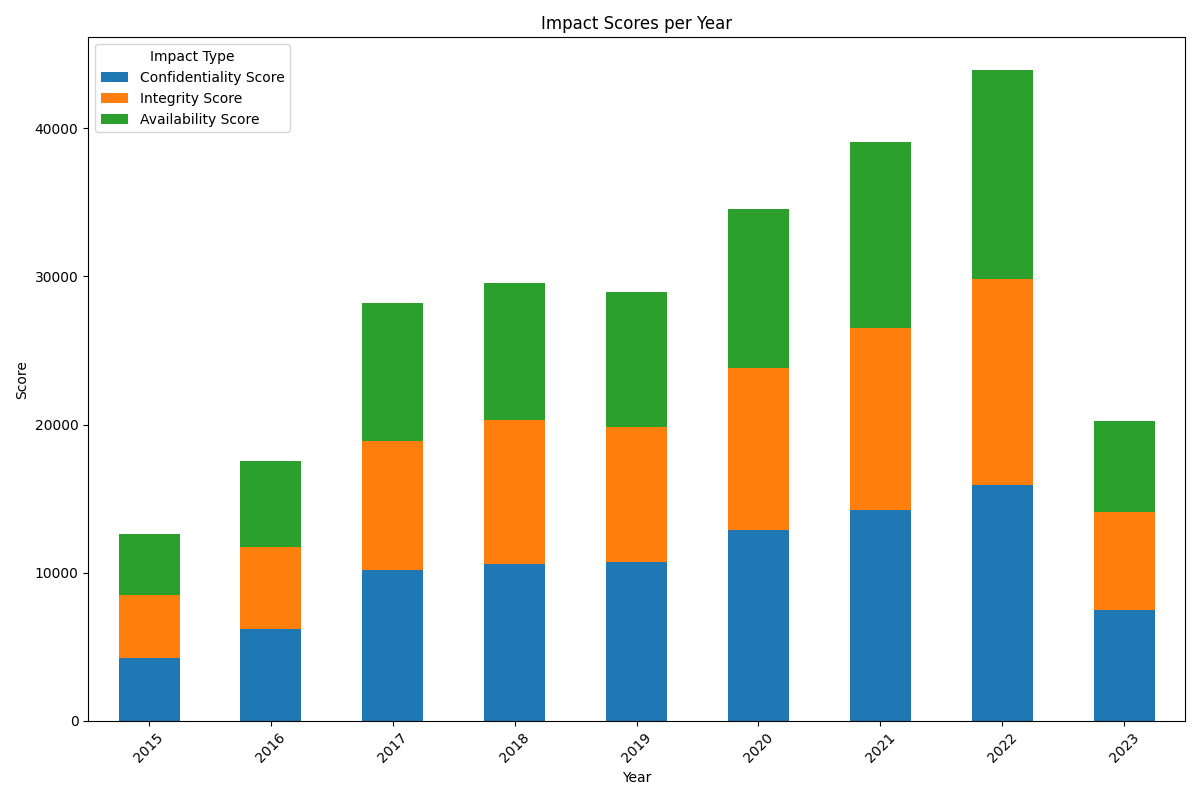 Impact Scores per Year
Impact Type
Confidentiality Score
Integrity Score
Availability Score
Score
40000
30000
20000
10000
0
2015 2016 2017 2018 2019 2020 2021 2022 2023
Year